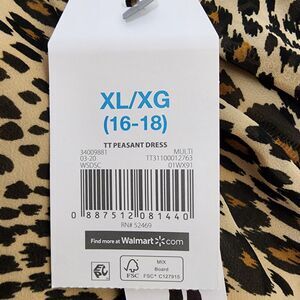 XL/XG
(16-18)
TT PEASANT DRESS
34009881 MULTI
03-20 TT31100012763
WSDSC 01WX91
0 887512 081440
RN# 52469
Find more at Walmart.com
MIX
Board
FSC FSC® C127915